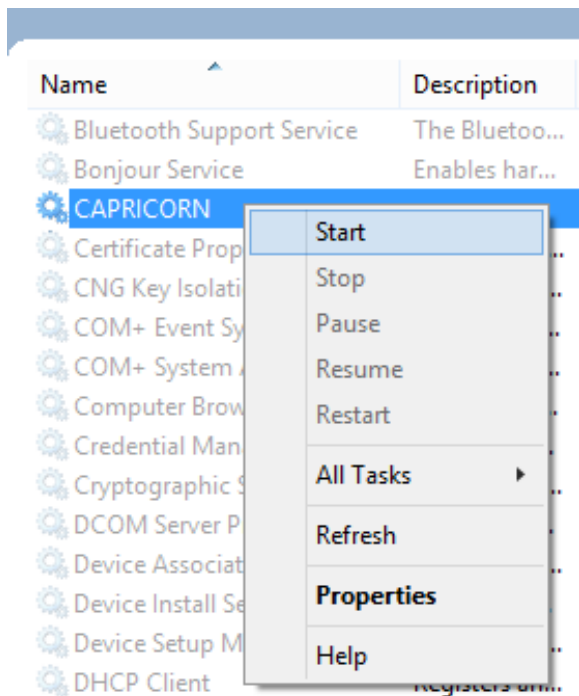 Name Description
Bluetooth Support Service The Bluetoo...
Bonjour Service Enables har...
CAPRICORN
Certificate Prop
CNG Key Isolati
COM+ Event Sy
COM+ System
Computer Brow
Credential Man
Cryptographic S
DCOM Server P
Device Associat
Device Install Se
Device Setup M
DHCP Client
Start
Stop
Pause
Resume
Restart
All Tasks
Refresh
Properties
Help